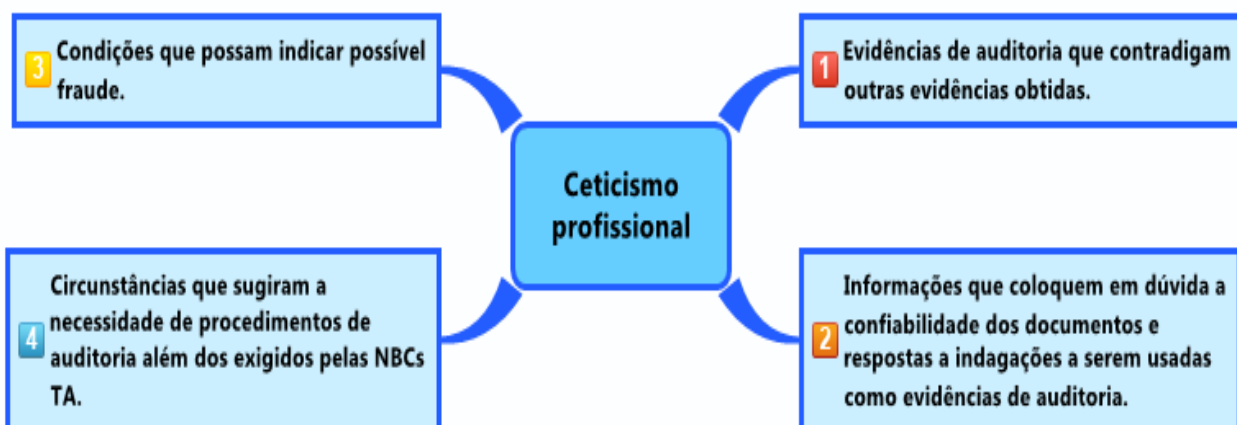 Ceticismo
profissional
1
Evidências de auditoria que contradigam
outras evidências obtidas.
2
Informações que coloquem em dúvida a
confiabilidade dos documentos e
respostas a indagações a serem usadas
como evidências de auditoria.
3
Condições que possam indicar possível
fraude.
4
Circunstâncias que sugiram a
necessidade de procedimentos de
auditoria além dos exigidos pelas NBCs
TA.